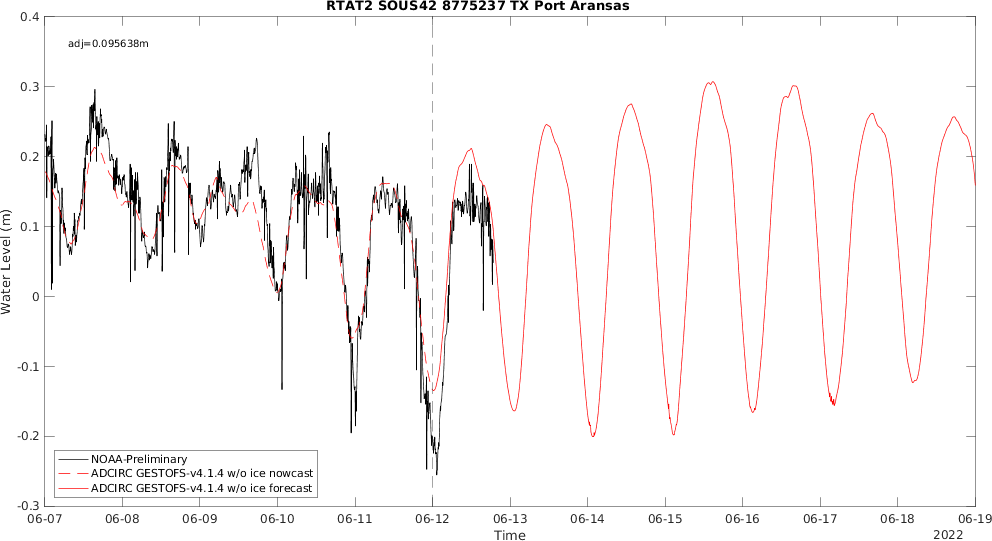 RTAT2 SOUS42 8775237 TX Port Aransas
adj=0.095638m
0.4
0.3
0.2
0.1
0
-0.1
-0.2
-0.3
Water Level (m)
NOAA-Preliminary
ADCIRC GESTOFS-v4.1.4 w/o ice nowcast
ADCIRC GESTOFS-v4.1.4 w/o ice forecast
06-07 06-08 06-09 06-10 06-11 06-12 06-13 06-14 06-15 06-16 06-17 06-18 06-19
Time
2022